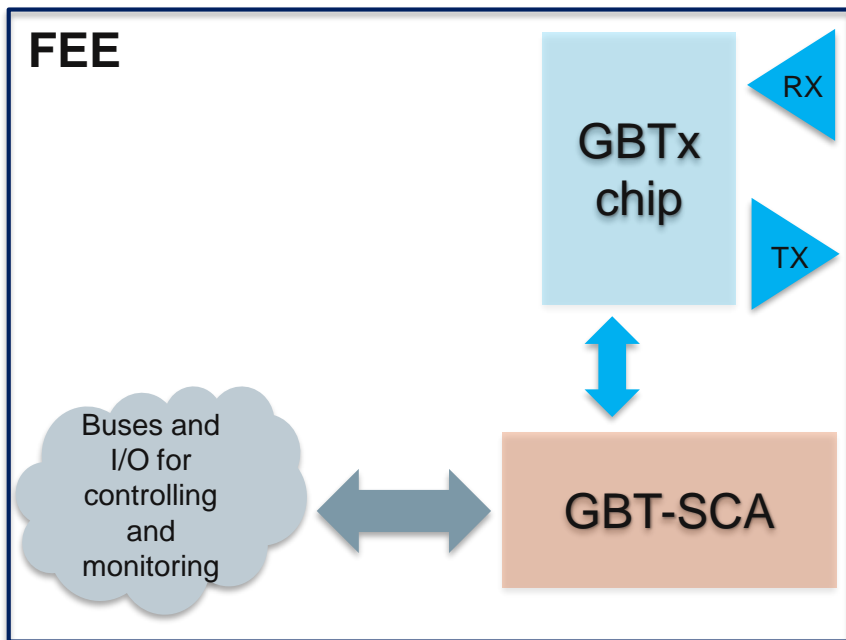 FEE
RX
GBTx
chip
TX
Buses and
I/O for
controlling
and
monitoring
GBT-SCA